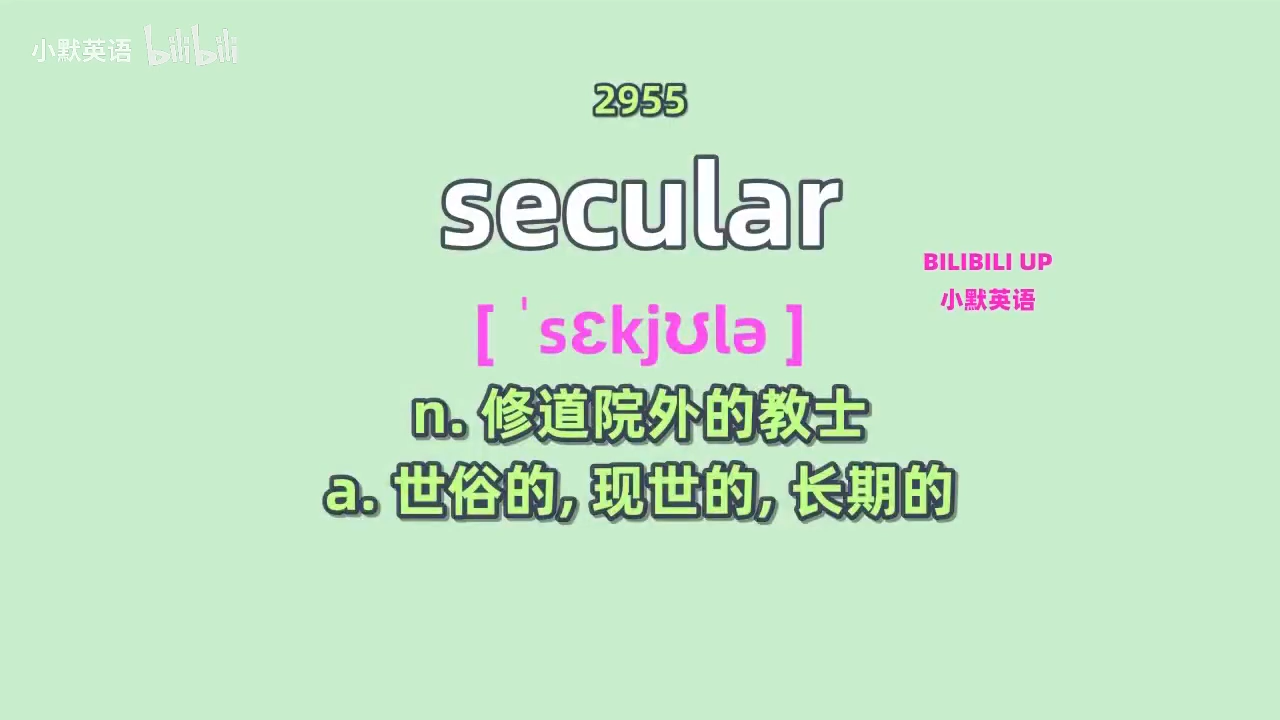 小默英语 bilibili
2955
secular
BILIBILI UP
小默英语
[ ˈsɛkjʊlə ]
n. 修道院外的教士
a. 世俗的, 现世的, 长期的